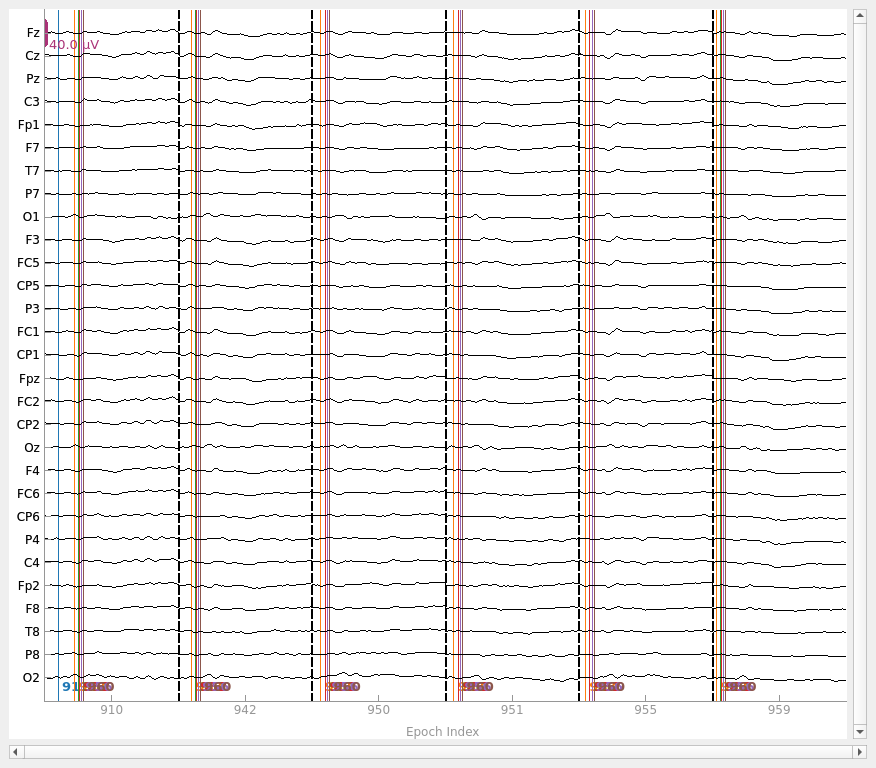 Fz
40.0 µV
Cz
Pz
C3
Fp1
F7
T7
P7
O1
F3
FC5
CP5
P3
FC1
CP1
Fpz
FC2
CP2
Oz
F4
FC6
CP6
P4
C4
Fp2
F8
T8
P8
O2
910 942 950 951 955 959
Epoch Index